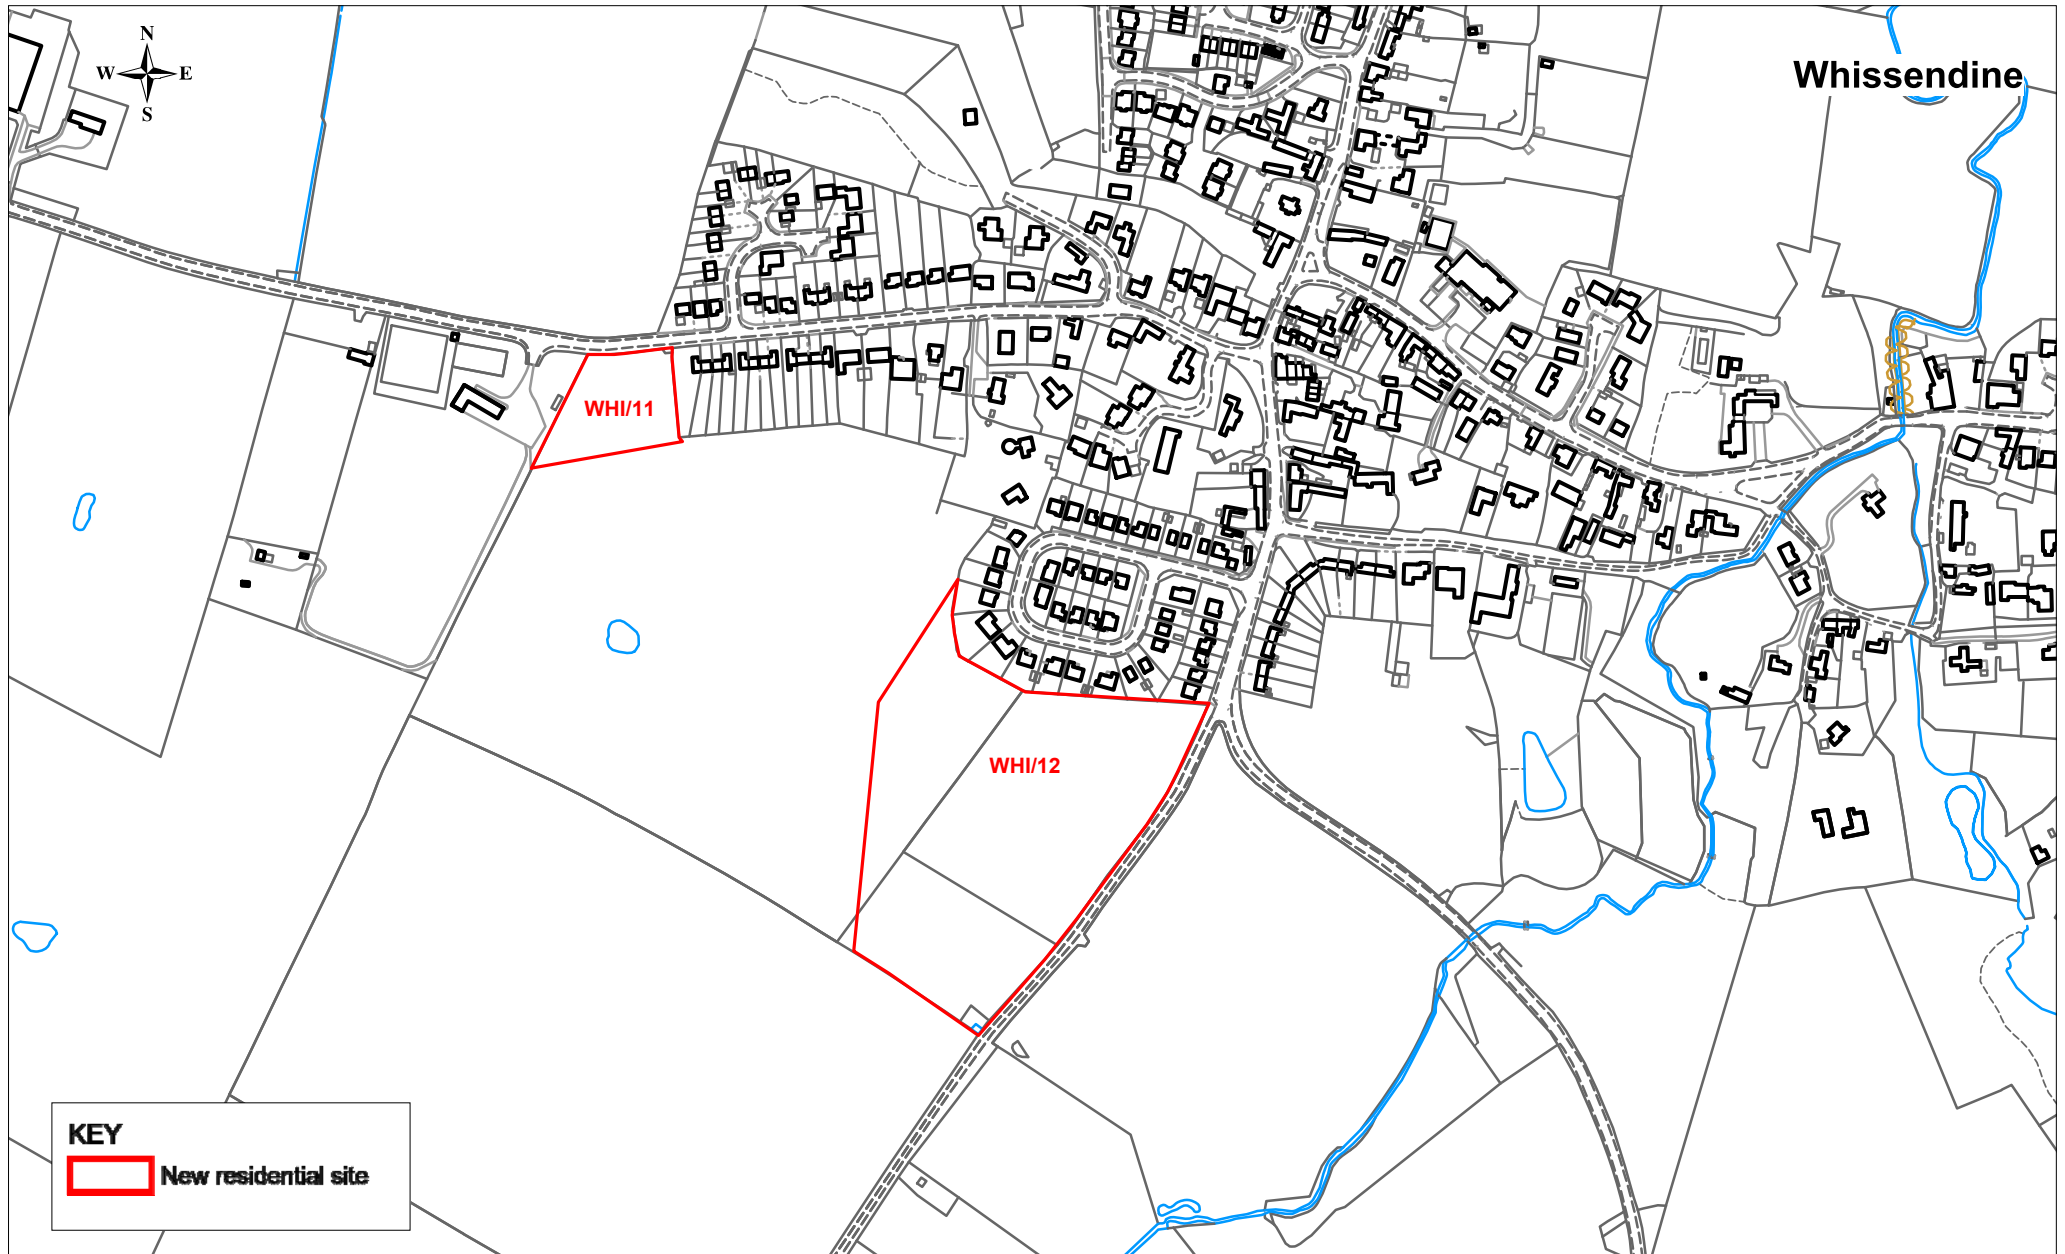 N
W E
S
Whissendine
WHI/11
WHI/12
KEY
New residential site